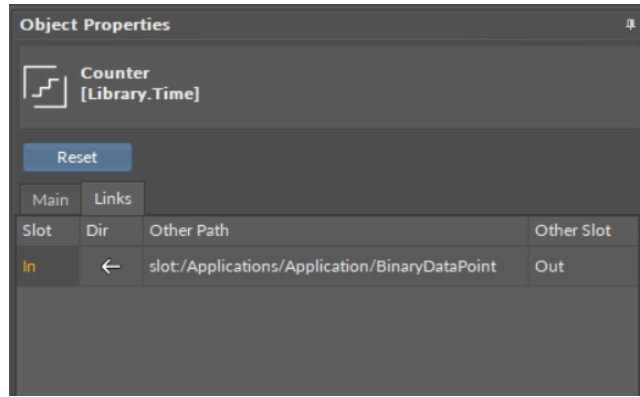 Object Properties
Counter
[Library.Time]
Reset
Main Links
Slot Dir Other Path Other Slot
In ← slot:/Applications/Application/BinaryDataPoint Out